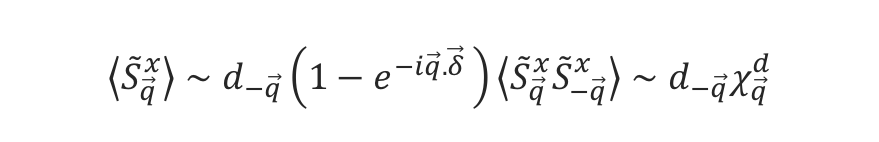 ⟨S̃^x_q⃗⟩ ~ d_{−q⃗} (1 − e^{−iq⃗.δ⃗}) ⟨S̃^x_q⃗ S̃^x_{−q⃗}⟩ ~ d_{−q⃗} χ^d_q⃗